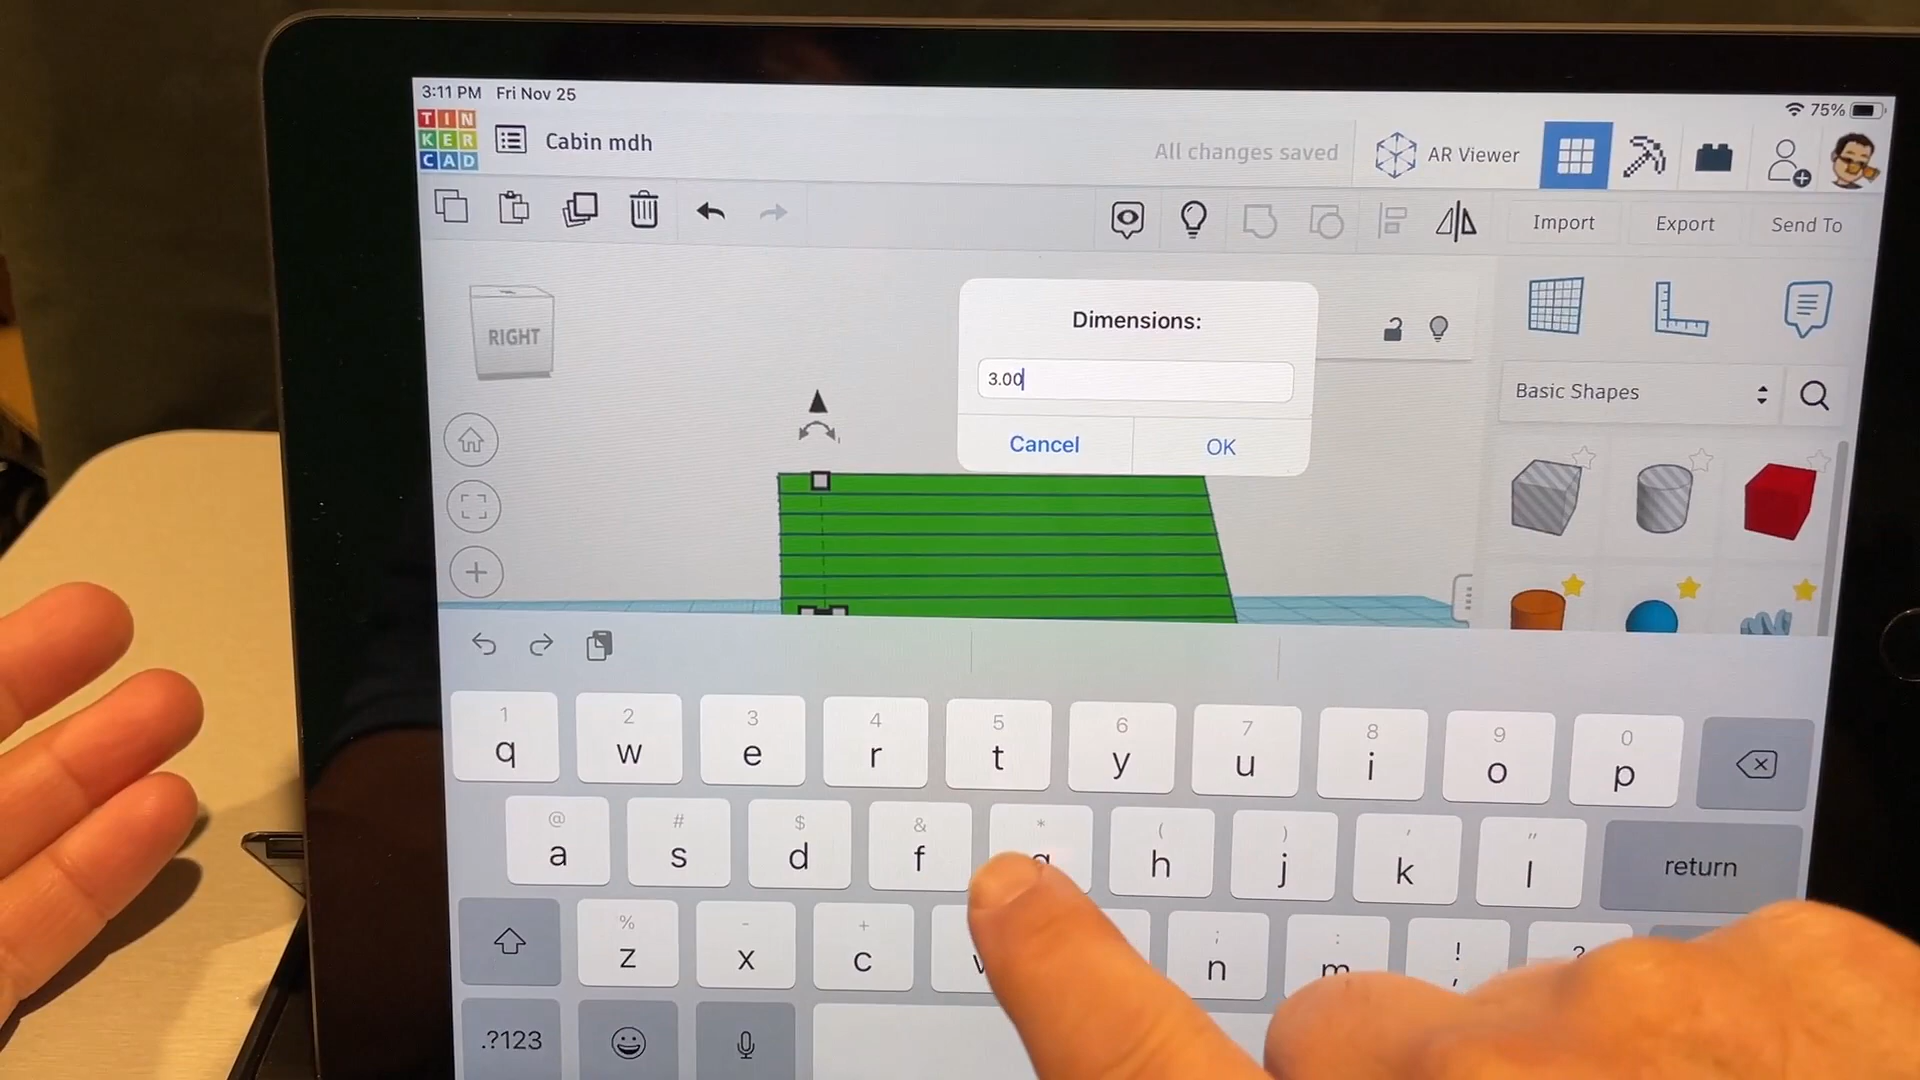 3:11 PM Fri Nov 25
75%
TIN
KER
CAD
Cabin mdh
All changes saved
AR Viewer
Import
Export
Send To
RIGHT
Dimensions:
3.00
Cancel
OK
Basic Shapes
1 2 3 4 5 6 7 8 9 0
q w e r t y u i o p
@ # $ & * ( ) ' "
a s d f g h j k l return
% - + ; : ! ?
z x c v n m ,
.?123